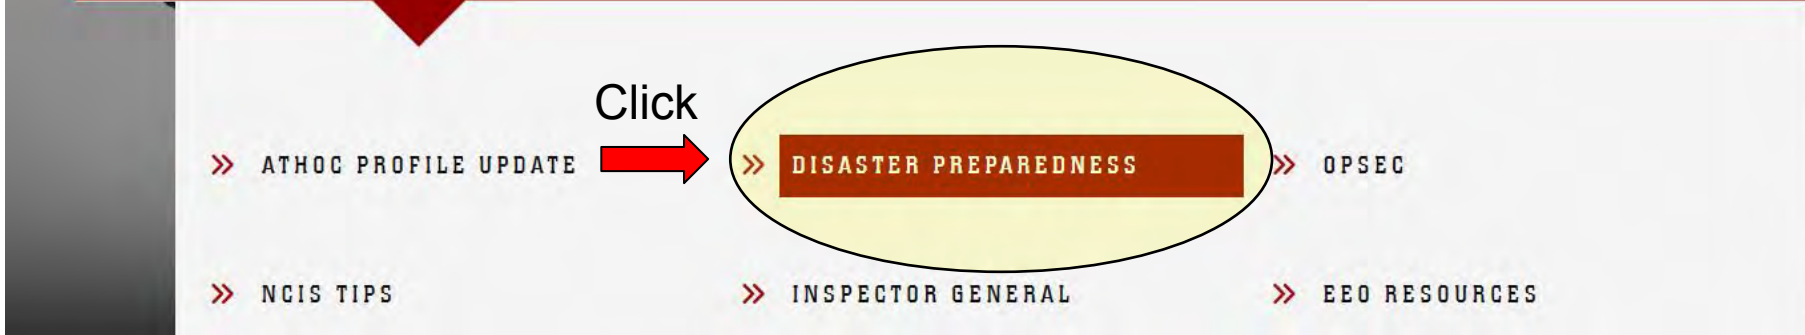 Click
ATHOC PROFILE UPDATE
DISASTER PREPAREDNESS
OPSEC
NCIS TIPS
INSPECTOR GENERAL
EEO RESOURCES